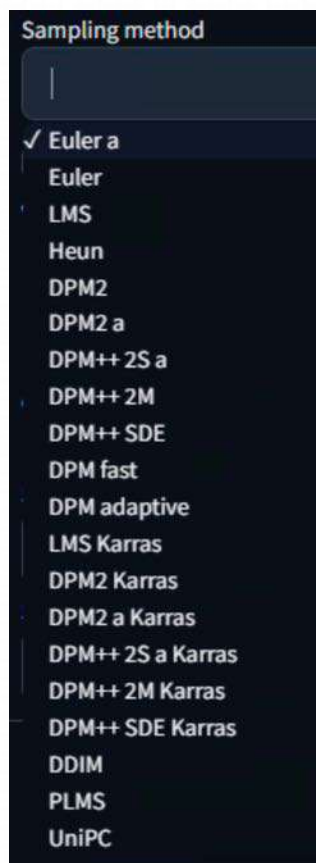 Sampling method
✓ Euler a
Euler
LMS
Heun
DPM2
DPM2 a
DPM++ 2S a
DPM++ 2M
DPM++ SDE
DPM fast
DPM adaptive
LMS Karras
DPM2 Karras
DPM2 a Karras
DPM++ 2S a Karras
DPM++ 2M Karras
DPM++ SDE Karras
DDIM
PLMS
UniPC